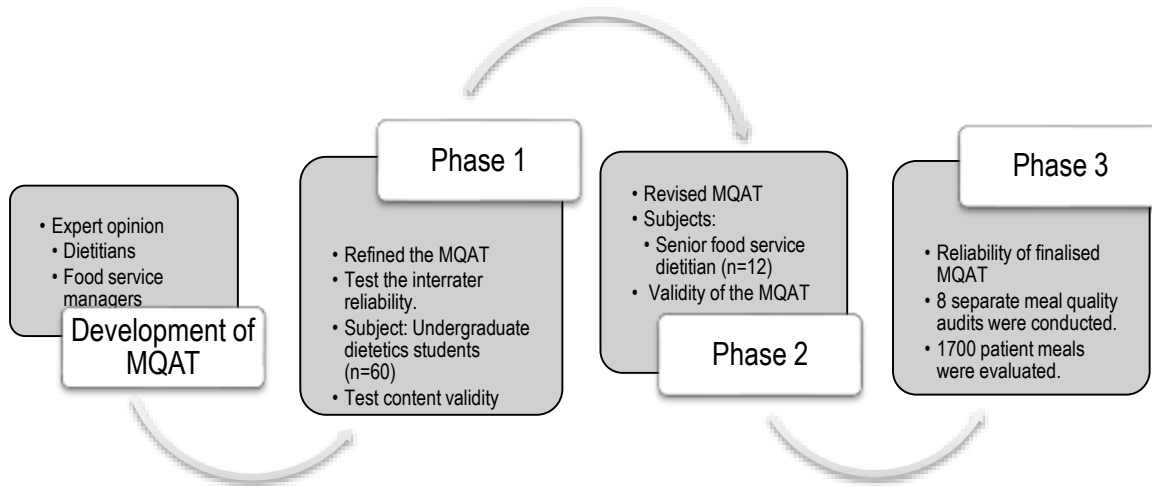 • Expert opinion
• Dietitians
• Food service
managers
Development of
MQAT
Phase 1
• Refined the MQAT
• Test the interrater
reliability.
• Subject: Undergraduate
dietetics students
(n=60)
• Test content validity
• Revised MQAT
• Subjects:
• Senior food service
dietitian (n=12)
• Validity of the MQAT
Phase 2
Phase 3
• Reliability of finalised
MQAT
• 8 separate meal quality
audits were conducted.
• 1700 patient meals
were evaluated.